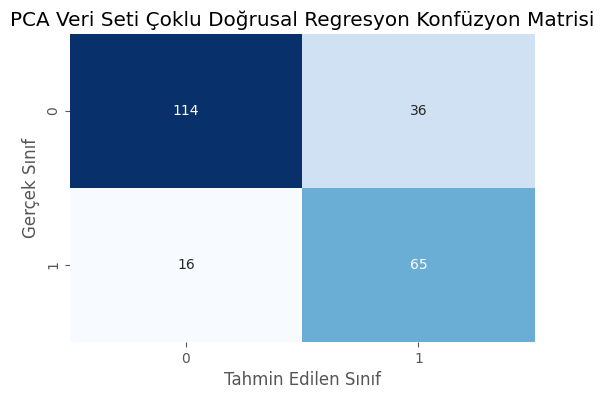 PCA Veri Seti Çoklu Doğrusal Regresyon Konfüzyon Matrisi
Gerçek Sınıf
0
114
36
1
16
65
0
1
Tahmin Edilen Sınıf